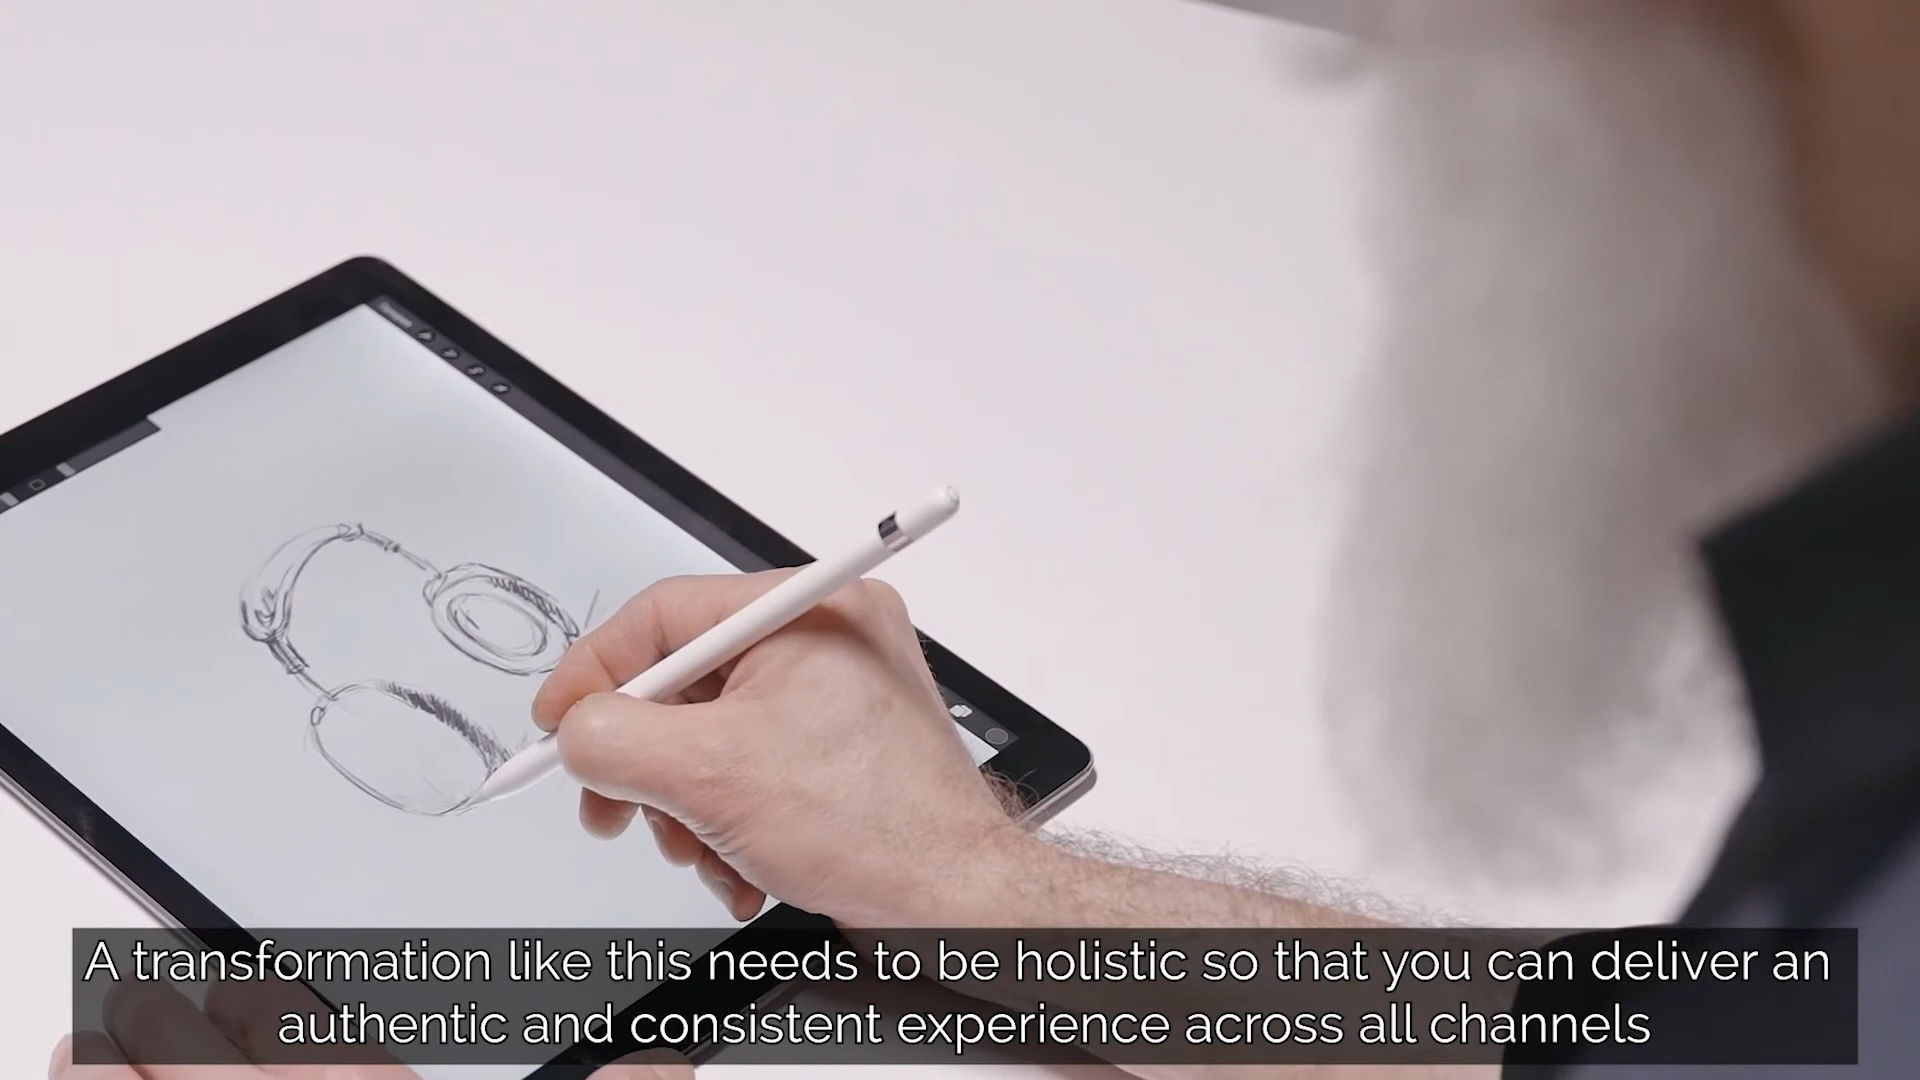 A transformation like this needs to be holistic so that you can deliver an
authentic and consistent experience across all channels